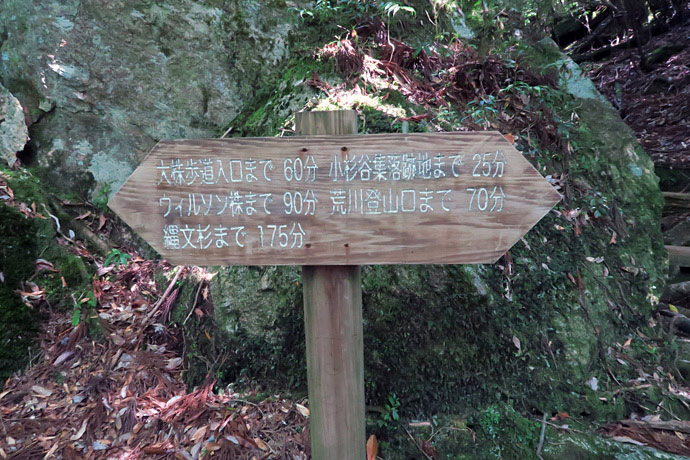 大株歩道入口まで 60分 小杉谷集落跡地まで 25分
ウィルソン株まで 90分 荒川登山口まで 70分
縄文杉まで 175分